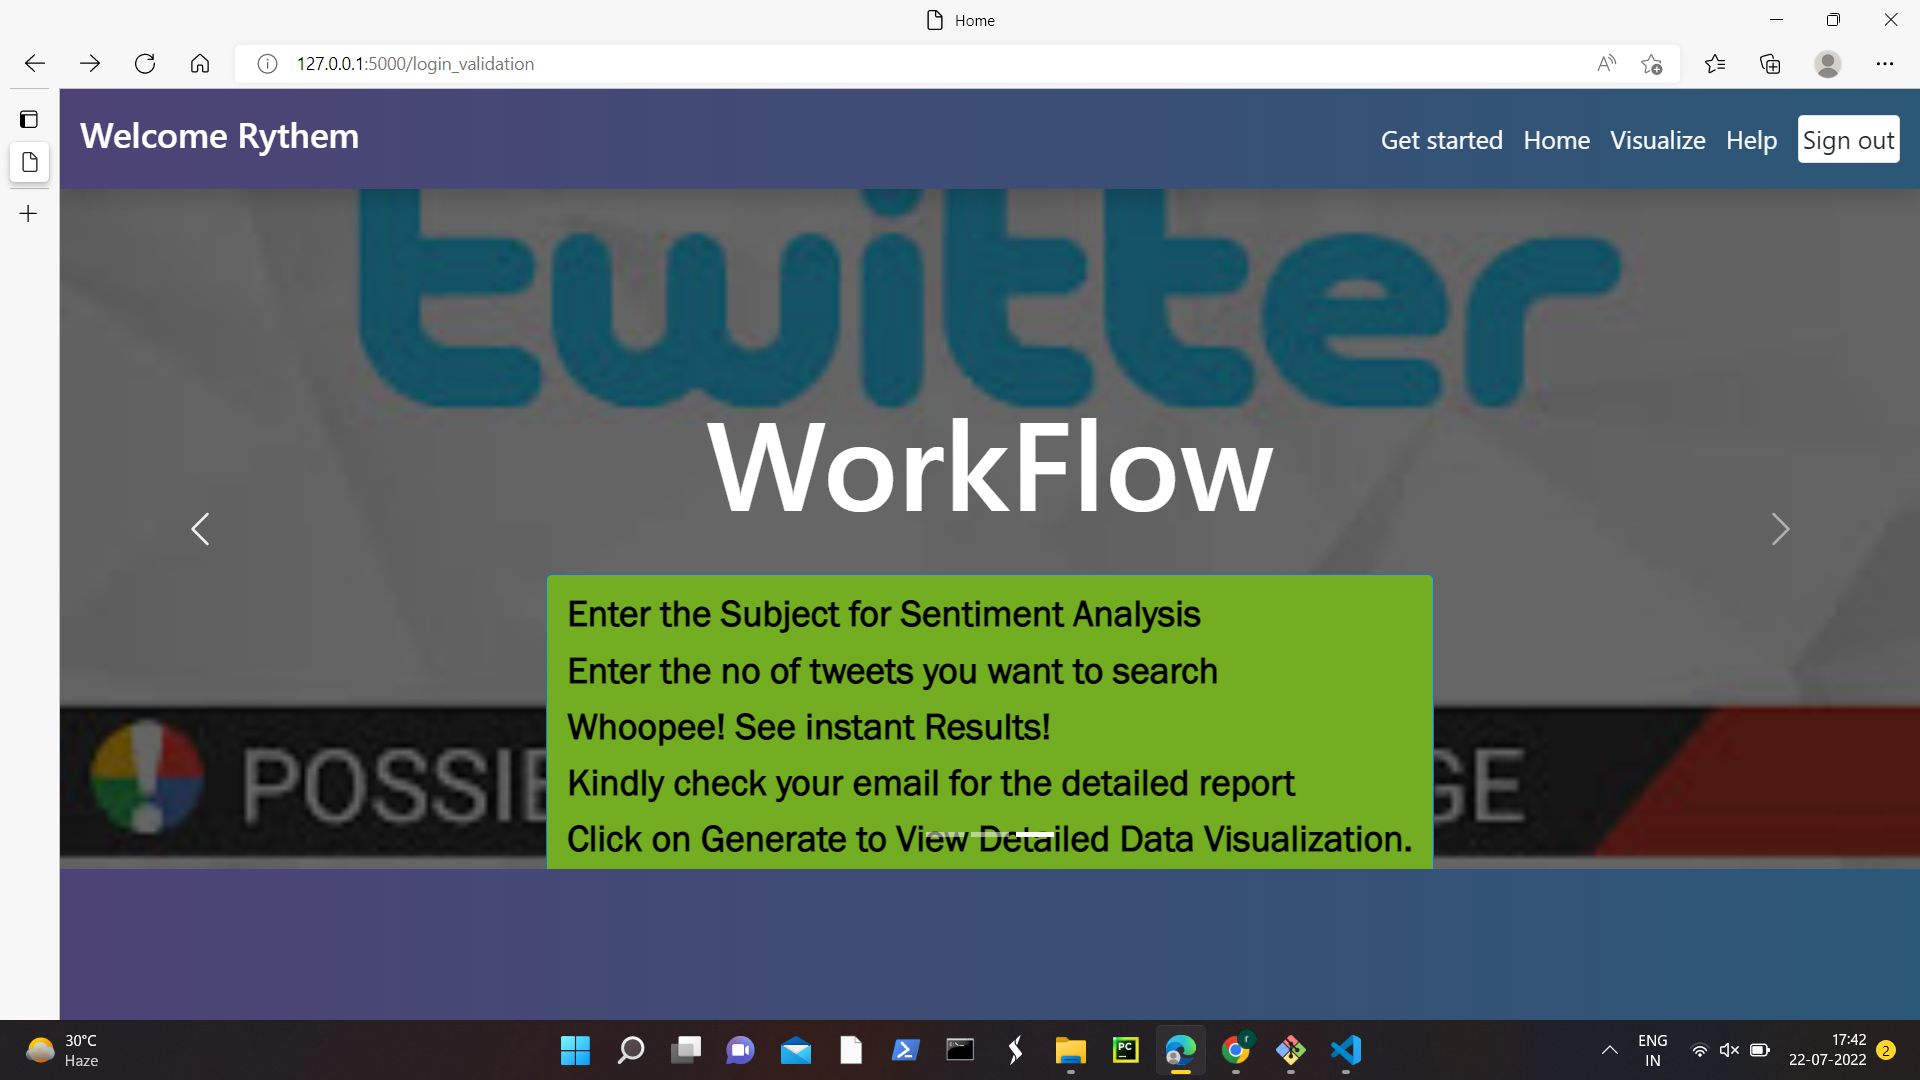 Home
127.0.0.1:5000/login_validation
Welcome Rythem
Get started Home Visualize Help Sign out
twitter
WorkFlow
Enter the Subject for Sentiment Analysis
Enter the no of tweets you want to search
Whoopee! See instant Results!
Kindly check your email for the detailed report
Click on Generate to View Detailed Data Visualization.
30°C
Haze
PC
r
ENG
IN
17:42
22-07-2022
2